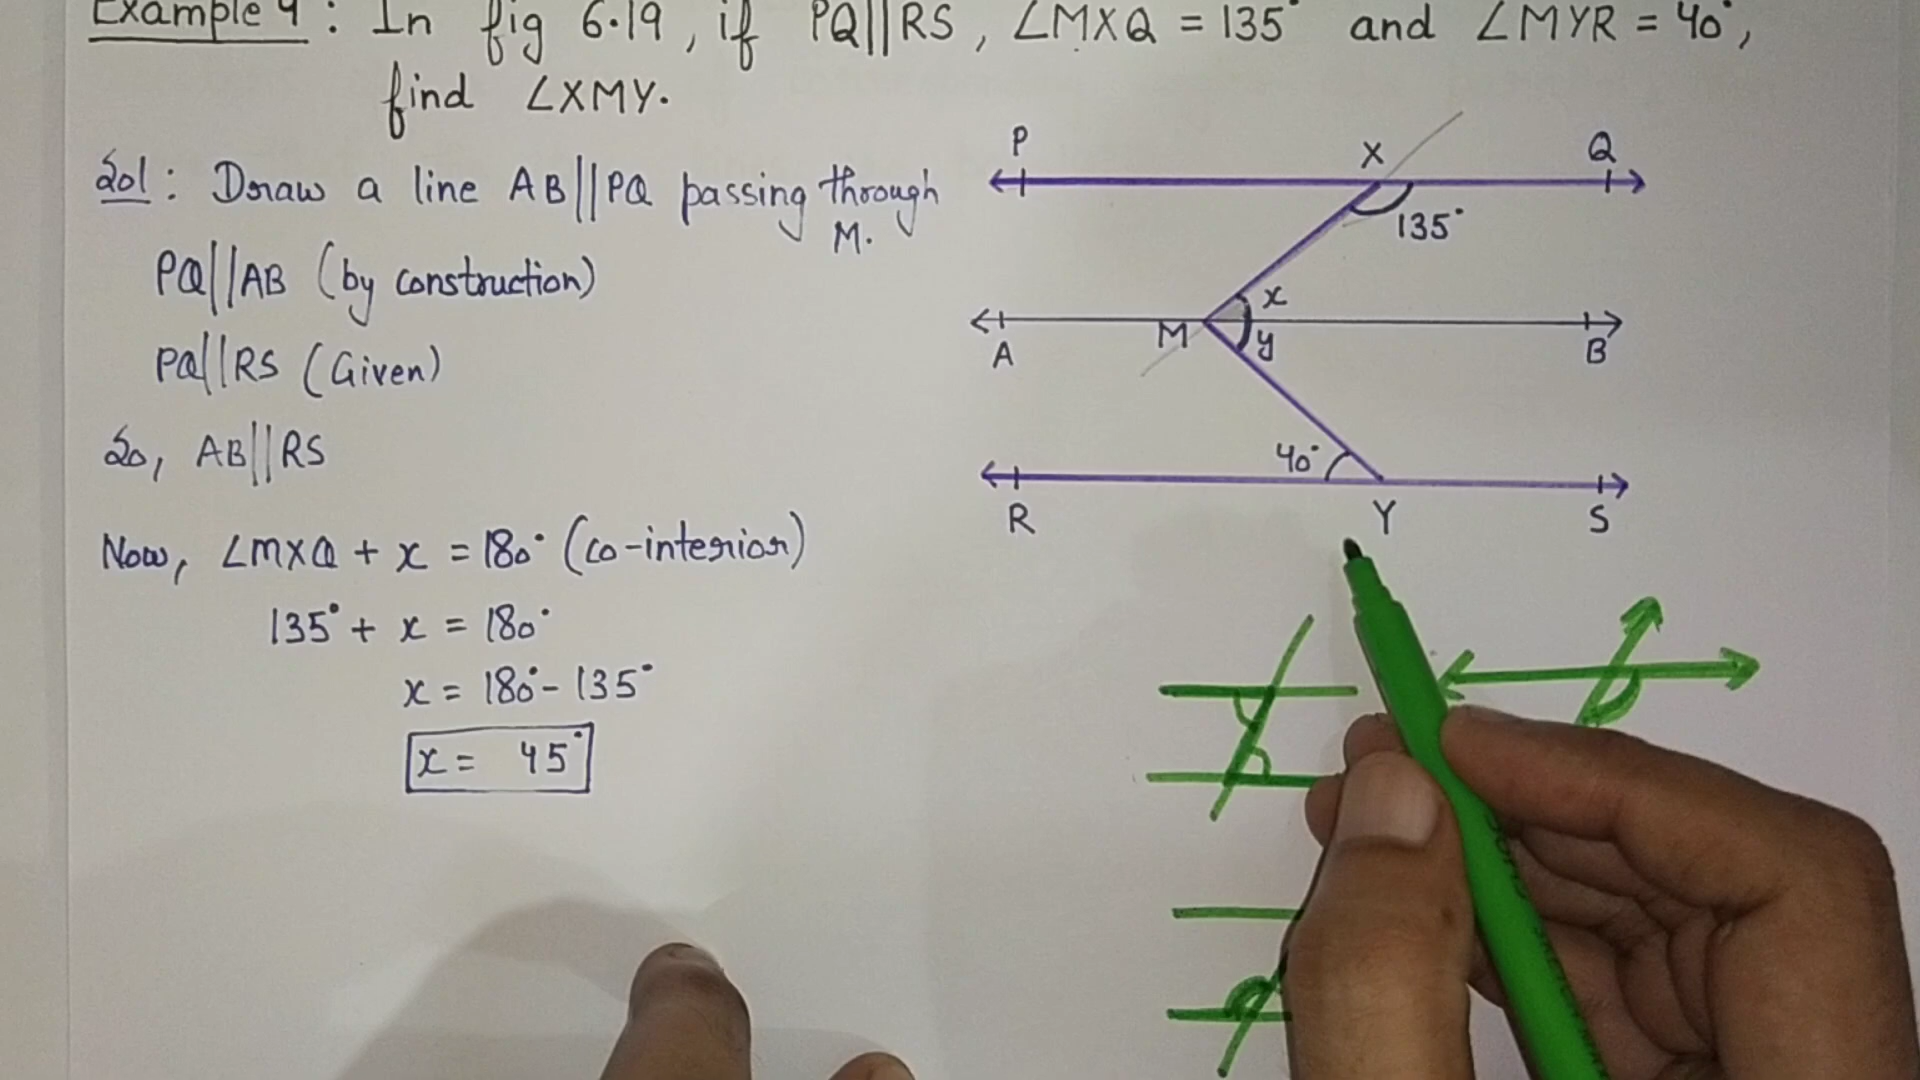 Example 4 : In fig 6.19, if PQ||RS, ∠MXQ = 135° and ∠MYR = 40°,
find ∠XMY.
Sol : Draw a line AB||PQ passing through
M.
PQ||AB (by construction)
PQ||RS (Given)
So, AB||RS
Now, ∠MXQ + x = 180° (co-interior)
135° + x = 180°
x = 180° - 135°
x = 45°
P X Q
135°
x
A M y B
40°
R Y S